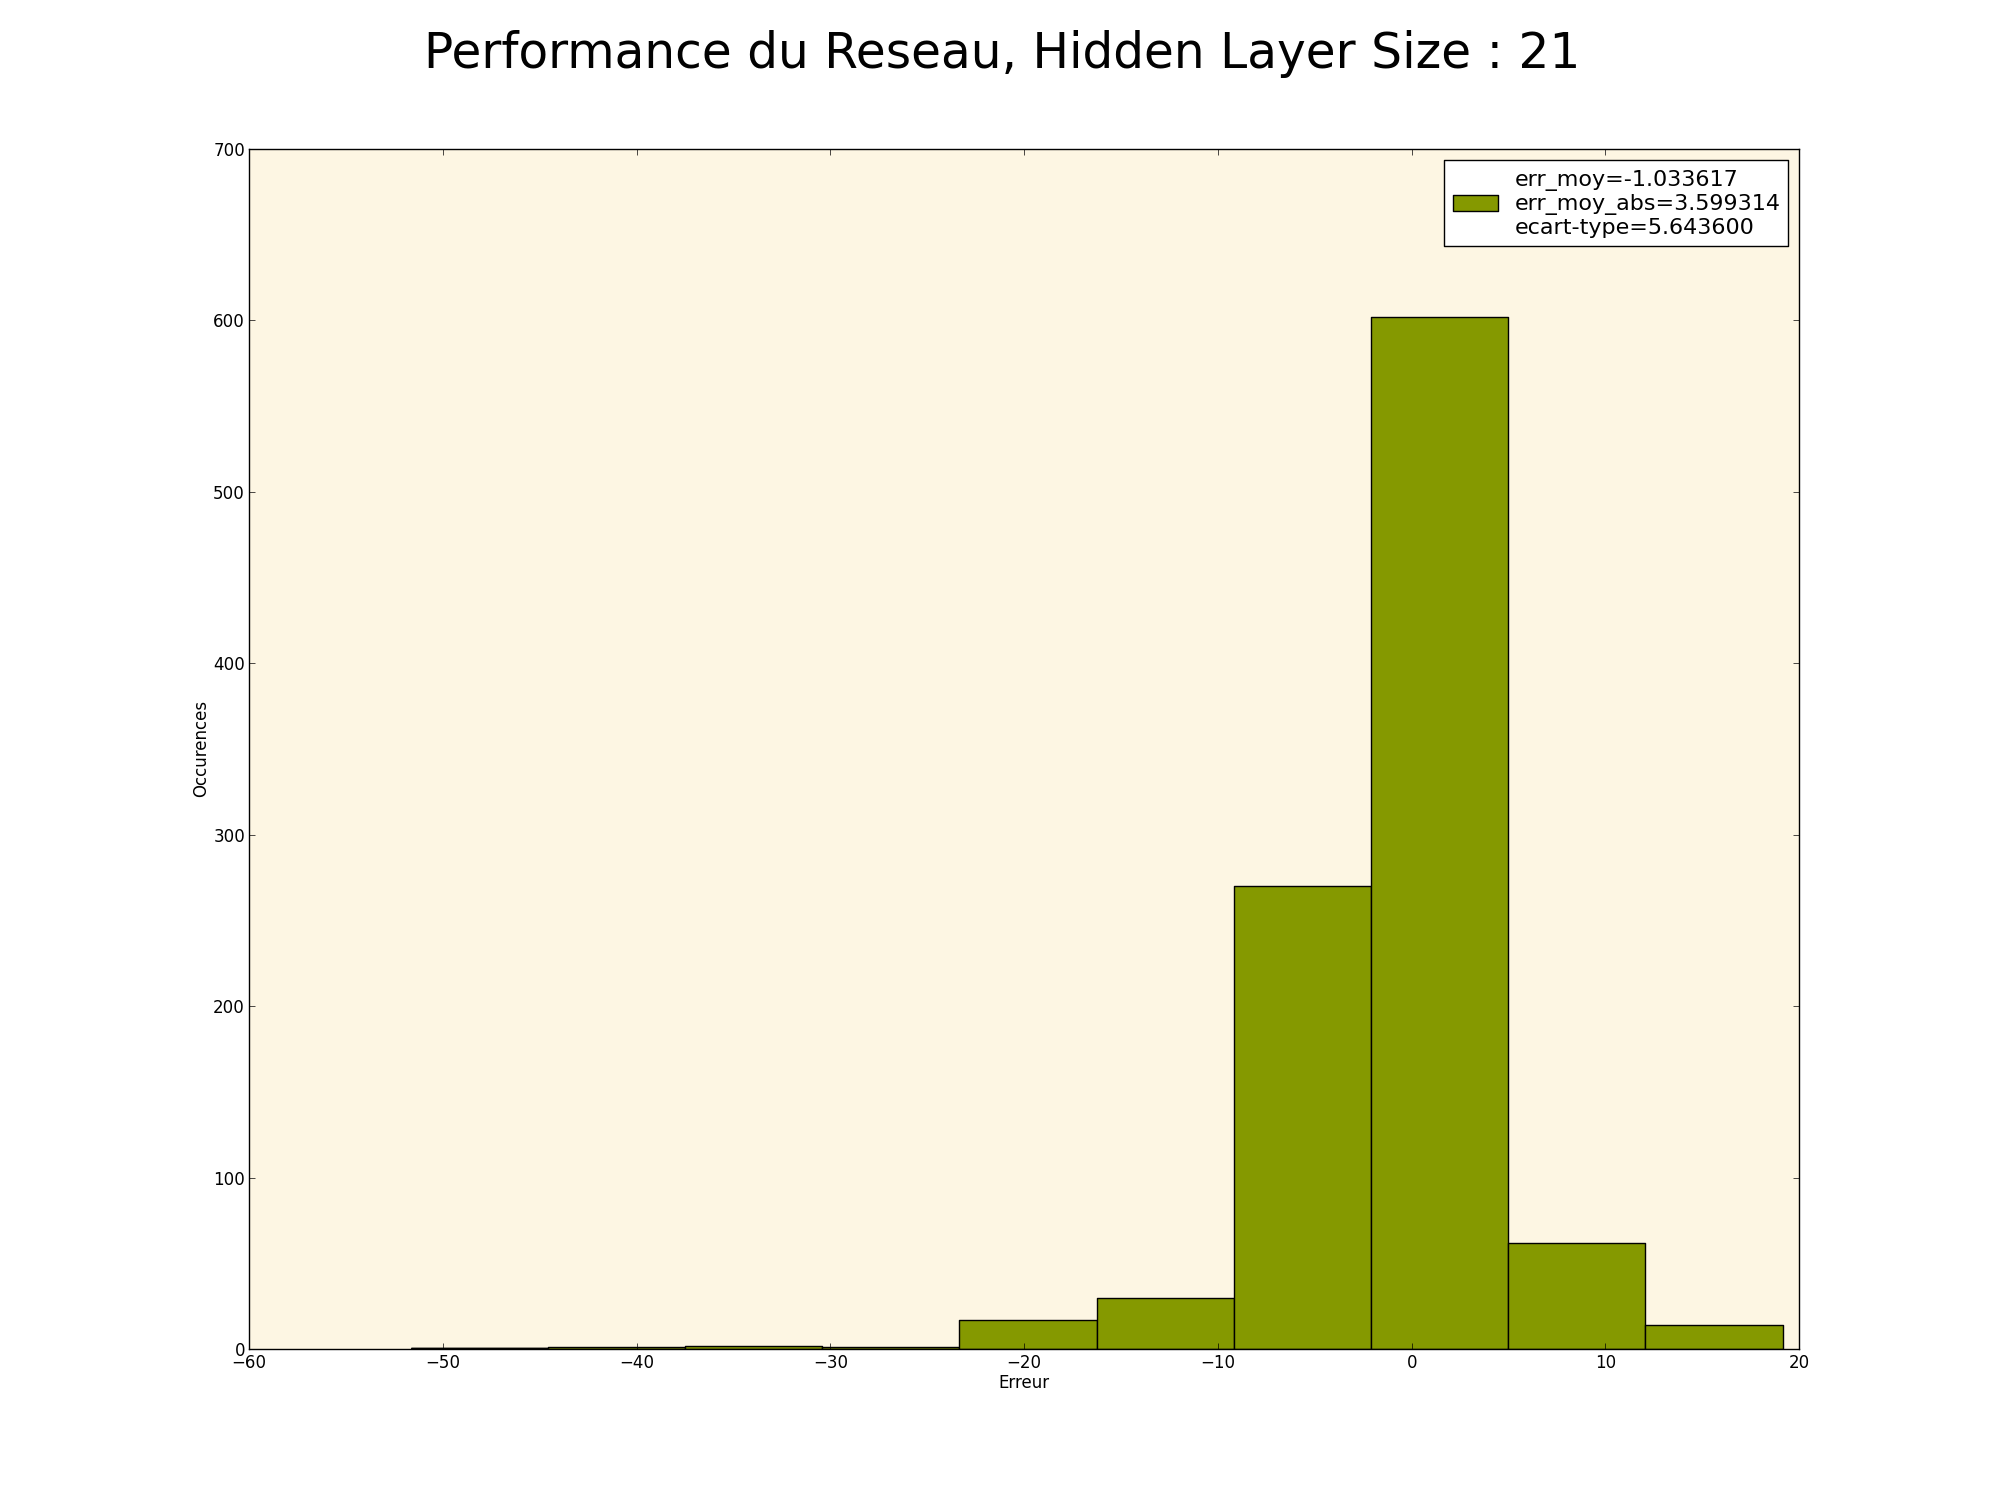 Performance du Reseau, Hidden Layer Size : 21
700
600
500
400
300
200
100
0
Occurences
err_moy=-1.033617
err_moy_abs=3.599314
ecart-type=5.643600
−60 −50 −40 −30 −20 −10 0 10 20
Erreur